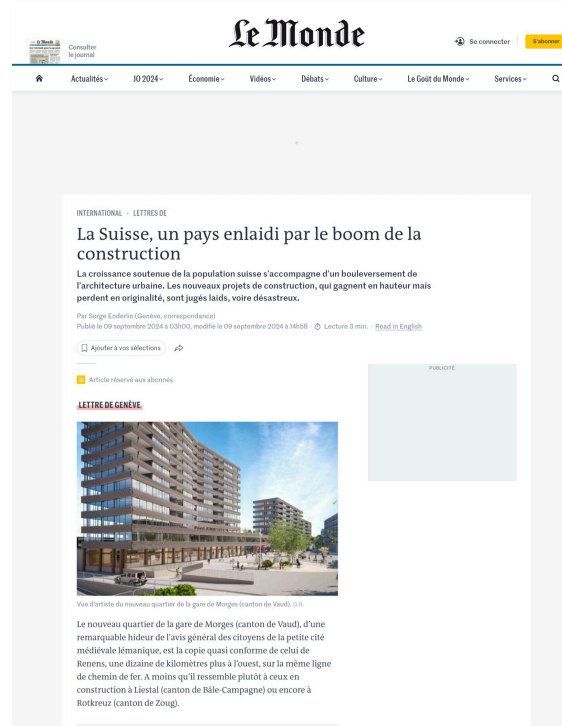 Consulter
le journal
Le Monde
Se connecter
S'abonner
Actualités
JO 2024
Économie
Vidéos
Débats
Culture
Le Goût du Monde
Services
INTERNATIONAL • LETTRES DE
La Suisse, un pays enlaidi par le boom de la
construction
La croissance soutenue de la population suisse s'accompagne d'un bouleversement de
l'architecture urbaine. Les nouveaux projets de construction, qui gagnent en hauteur mais
perdent en originalité, sont jugés laids, voire désastreux.
Par Serge Enderlin (Genève, correspondance)
Publié le 09 septembre 2024 à 03h00, modifié le 09 septembre 2024 à 14h58 · Lecture 3 min. · Read in English
Ajouter à vos sélections
Article réservé aux abonnés
PUBLICITÉ
LETTRE DE GENÈVE
Vue d'artiste du nouveau quartier de la gare de Morges (canton de Vaud). D.R.
Le nouveau quartier de la gare de Morges (canton de Vaud), d'une
remarquable hideur de l'avis général des citoyens de la petite cité
médiévale lémanique, est la copie quasi conforme de celui de
Renens, une dizaine de kilomètres plus à l'ouest, sur la même ligne
de chemin de fer. A moins qu'il ressemble plutôt à ceux en
construction à Liestal (canton de Bâle-Campagne) ou encore à
Rotkreuz (canton de Zoug).